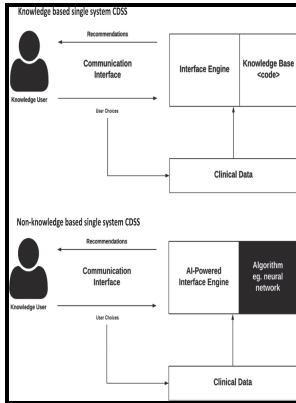 Knowledge based single system CDSS
Recommendations
Communication
Interface
Interface Engine
Knowledge Base
<code>
Knowledge User
User Choices
Clinical Data
Non-knowledge based single system CDSS
Recommendations
Communication
Interface
AI-Powered
Interface Engine
Algorithm
eg. neural
network
Knowledge User
User Choices
Clinical Data